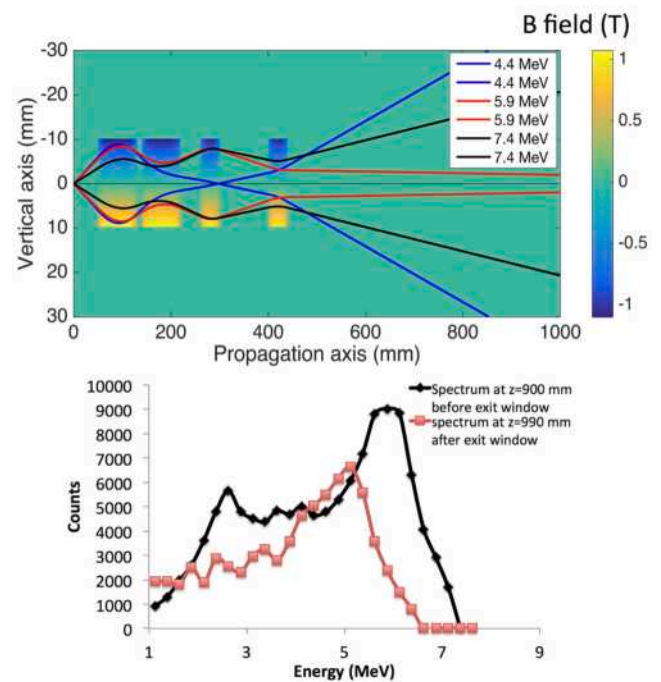 B field (T)
-30
-20
-10
0
10
20
30
Vertical axis (mm)
4.4 MeV
4.4 MeV
5.9 MeV
5.9 MeV
7.4 MeV
7.4 MeV
1
0.5
0
-0.5
-1
0 200 400 600 800 1000
Propagation axis (mm)
10000
9000
8000
7000
6000
5000
4000
3000
2000
1000
0
Counts
Spectrum at z=900 mm
before exit window
spectrum at z=990 mm
after exit window
1 3 5 7 9
Energy (MeV)